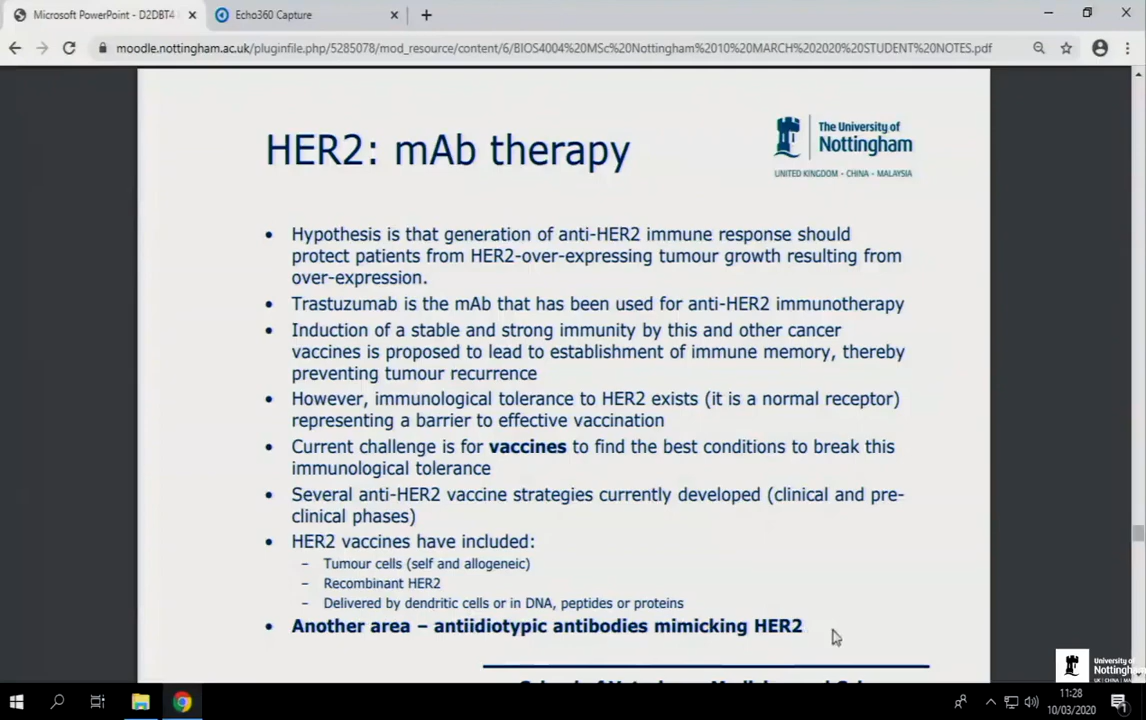 Microsoft PowerPoint - D2DBT4
Echo360 Capture
moodle.nottingham.ac.uk/pluginfile.php/5285078/mod_resource/content/6/BIOS4004%20MSc%20Nottingham%2010%20MARCH%202020%20STUDENT%20NOTES.pdf
HER2: mAb therapy
The University of
Nottingham
UNITED KINGDOM · CHINA · MALAYSIA
• Hypothesis is that generation of anti-HER2 immune response should
protect patients from HER2-over-expressing tumour growth resulting from
over-expression.
• Trastuzumab is the mAb that has been used for anti-HER2 immunotherapy
• Induction of a stable and strong immunity by this and other cancer
vaccines is proposed to lead to establishment of immune memory, thereby
preventing tumour recurrence
• However, immunological tolerance to HER2 exists (it is a normal receptor)
representing a barrier to effective vaccination
• Current challenge is for vaccines to find the best conditions to break this
immunological tolerance
• Several anti-HER2 vaccine strategies currently developed (clinical and pre-
clinical phases)
• HER2 vaccines have included:
– Tumour cells (self and allogeneic)
– Recombinant HER2
– Delivered by dendritic cells or in DNA, peptides or proteins
• Another area – antiidiotypic antibodies mimicking HER2
University of
Nottingham
UK | CHINA | MALAYSIA
11:28
10/03/2020
1